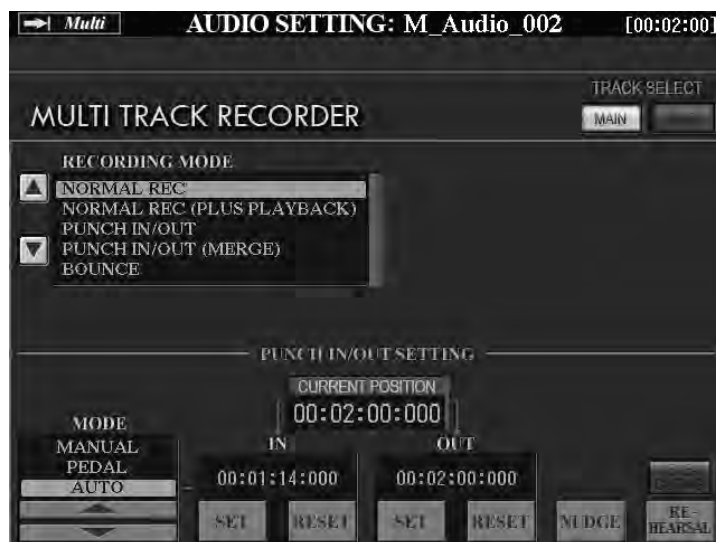 Multi AUDIO SETTING: M_Audio_002 [00:02:00]
TRACK SELECT
MULTI TRACK RECORDER
MAIN
RECORDING MODE
NORMAL REC
NORMAL REC (PLUS PLAYBACK)
PUNCH IN/OUT
PUNCH IN/OUT (MERGE)
BOUNCE
PUNCH IN/OUT SETTING
CURRENT POSITION
00:02:00:000
MODE
IN OUT
MANUAL
PEDAL
AUTO
00:01:14:000 00:02:00:000
SET RESET SET RESET NUDGE RE-
HEARSAL